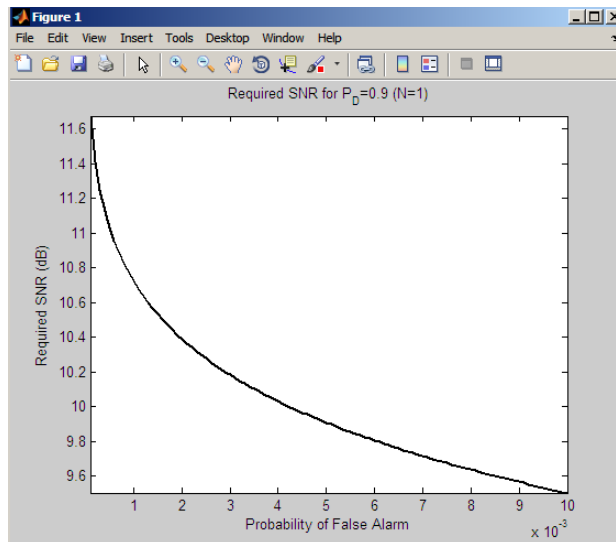 Figure 1
File Edit View Insert Tools Desktop Window Help
Required SNR for P_D=0.9 (N=1)
11.6
11.4
11.2
11
10.8
10.6
10.4
10.2
10
9.8
9.6
Required SNR (dB)
1 2 3 4 5 6 7 8 9 10
Probability of False Alarm
x 10^-3